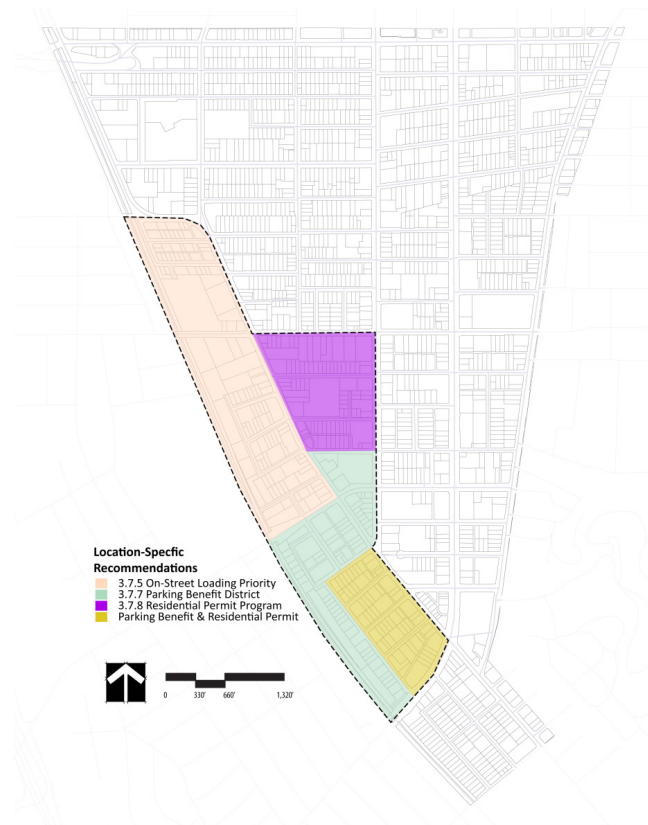 Location-Specfic
Recommendations
3.7.5 On-Street Loading Priority
3.7.7 Parking Benefit District
3.7.8 Residential Permit Program
Parking Benefit & Residential Permit
0 330' 660' 1,320'